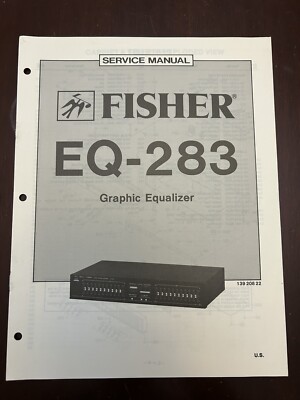 SERVICE MANUAL
FISHER®
EQ-283
Graphic Equalizer
139 208 22
U.S.